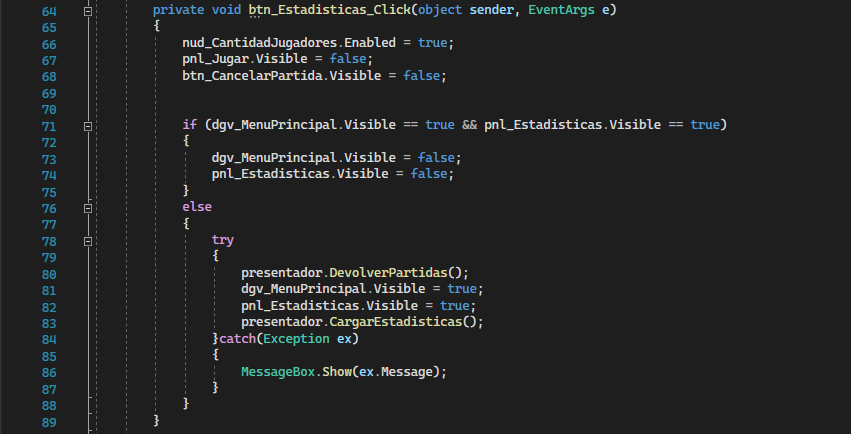 64 private void btn_Estadisticas_Click(object sender, EventArgs e)
65 {
66 nud_CantidadJugadores.Enabled = true;
67 pnl_Jugar.Visible = false;
68 btn_CancelarPartida.Visible = false;
69
70
71 if (dgv_MenuPrincipal.Visible == true && pnl_Estadisticas.Visible == true)
72 {
73 dgv_MenuPrincipal.Visible = false;
74 pnl_Estadisticas.Visible = false;
75 }
76 else
77 {
78 try
79 {
80 presentador.DevolverPartidas();
81 dgv_MenuPrincipal.Visible = true;
82 pnl_Estadisticas.Visible = true;
83 presentador.CargarEstadisticas();
84 }catch(Exception ex)
85 {
86 MessageBox.Show(ex.Message);
87 }
88 }
89 }